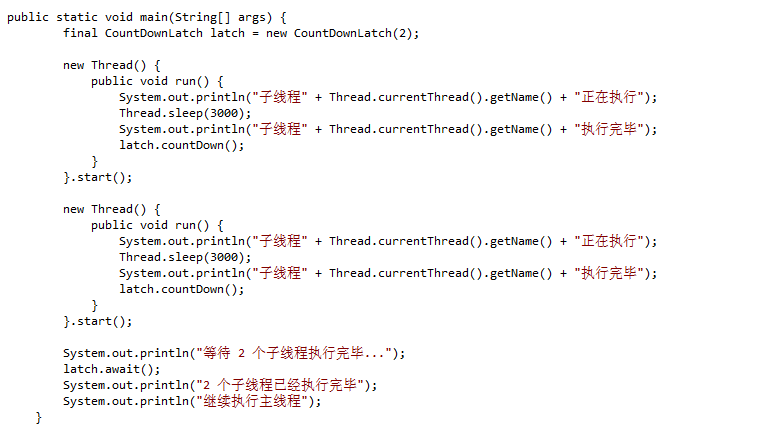 public static void main(String[] args) {
        final CountDownLatch latch = new CountDownLatch(2);

        new Thread() {
            public void run() {
                System.out.println("子线程" + Thread.currentThread().getName() + "正在执行");
                Thread.sleep(3000);
                System.out.println("子线程" + Thread.currentThread().getName() + "执行完毕");
                latch.countDown();
            }
        }.start();

        new Thread() {
            public void run() {
                System.out.println("子线程" + Thread.currentThread().getName() + "正在执行");
                Thread.sleep(3000);
                System.out.println("子线程" + Thread.currentThread().getName() + "执行完毕");
                latch.countDown();
            }
        }.start();

        System.out.println("等待 2 个子线程执行完毕...");
        latch.await();
        System.out.println("2 个子线程已经执行完毕");
        System.out.println("继续执行主线程");
    }